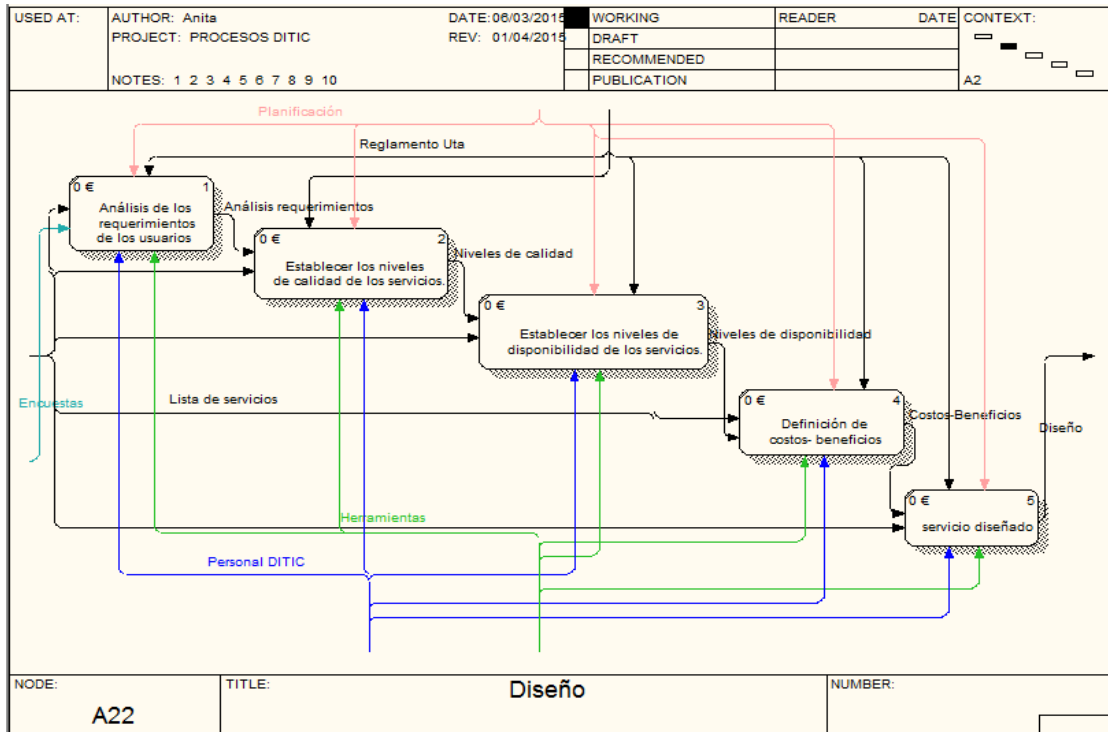 USED AT:
AUTHOR: Anita
DATE: 06/03/2015
WORKING
READER
DATE
CONTEXT:
PROJECT: PROCESOS DITIC
REV: 01/04/2015
DRAFT
RECOMMENDED
NOTES: 1 2 3 4 5 6 7 8 9 10
PUBLICATION
A2
Planificación
Reglamento Uta
0 €
1
Análisis de los
requerimientos
de los usuarios
Análisis requerimientos
0 €
2
Establecer los niveles
de calidad de los servicios.
Niveles de calidad
0 €
3
Establecer los niveles de
disponibilidad de los servicios.
Niveles de disponibilidad
Encuestas
Lista de servicios
0 €
4
Definición de
costos- beneficios
Costos-Beneficios
Diseño
0 €
5
servicio diseñado
Herramientas
Personal DITIC
NODE:
A22
TITLE:
Diseño
NUMBER: